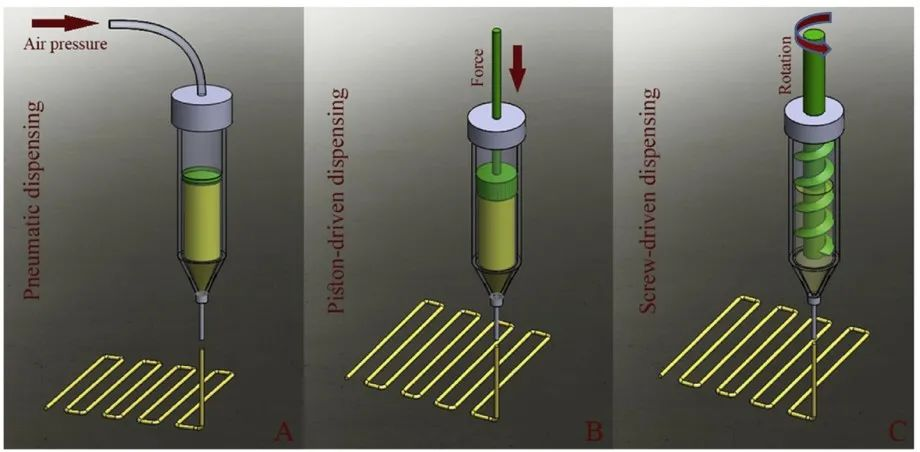 Air pressure
Pneumatic dispensing
A
Force
Piston-driven dispensing
B
Rotation
Screw-driven dispensing
C